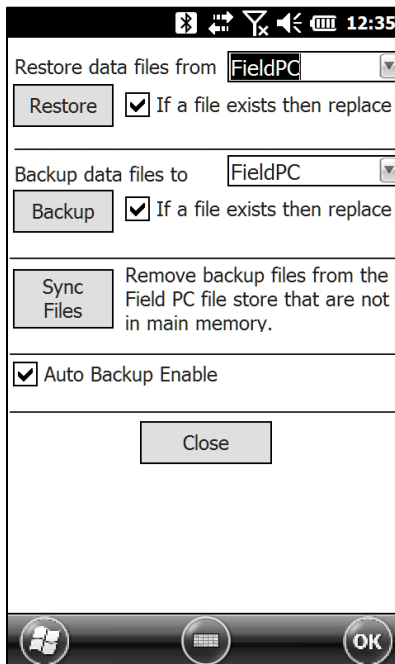 12:35
Restore data files from FieldPC
Restore If a file exists then replace
Backup data files to FieldPC
Backup If a file exists then replace
Sync Files
Remove backup files from the
Field PC file store that are not
in main memory.
Auto Backup Enable
Close
OK